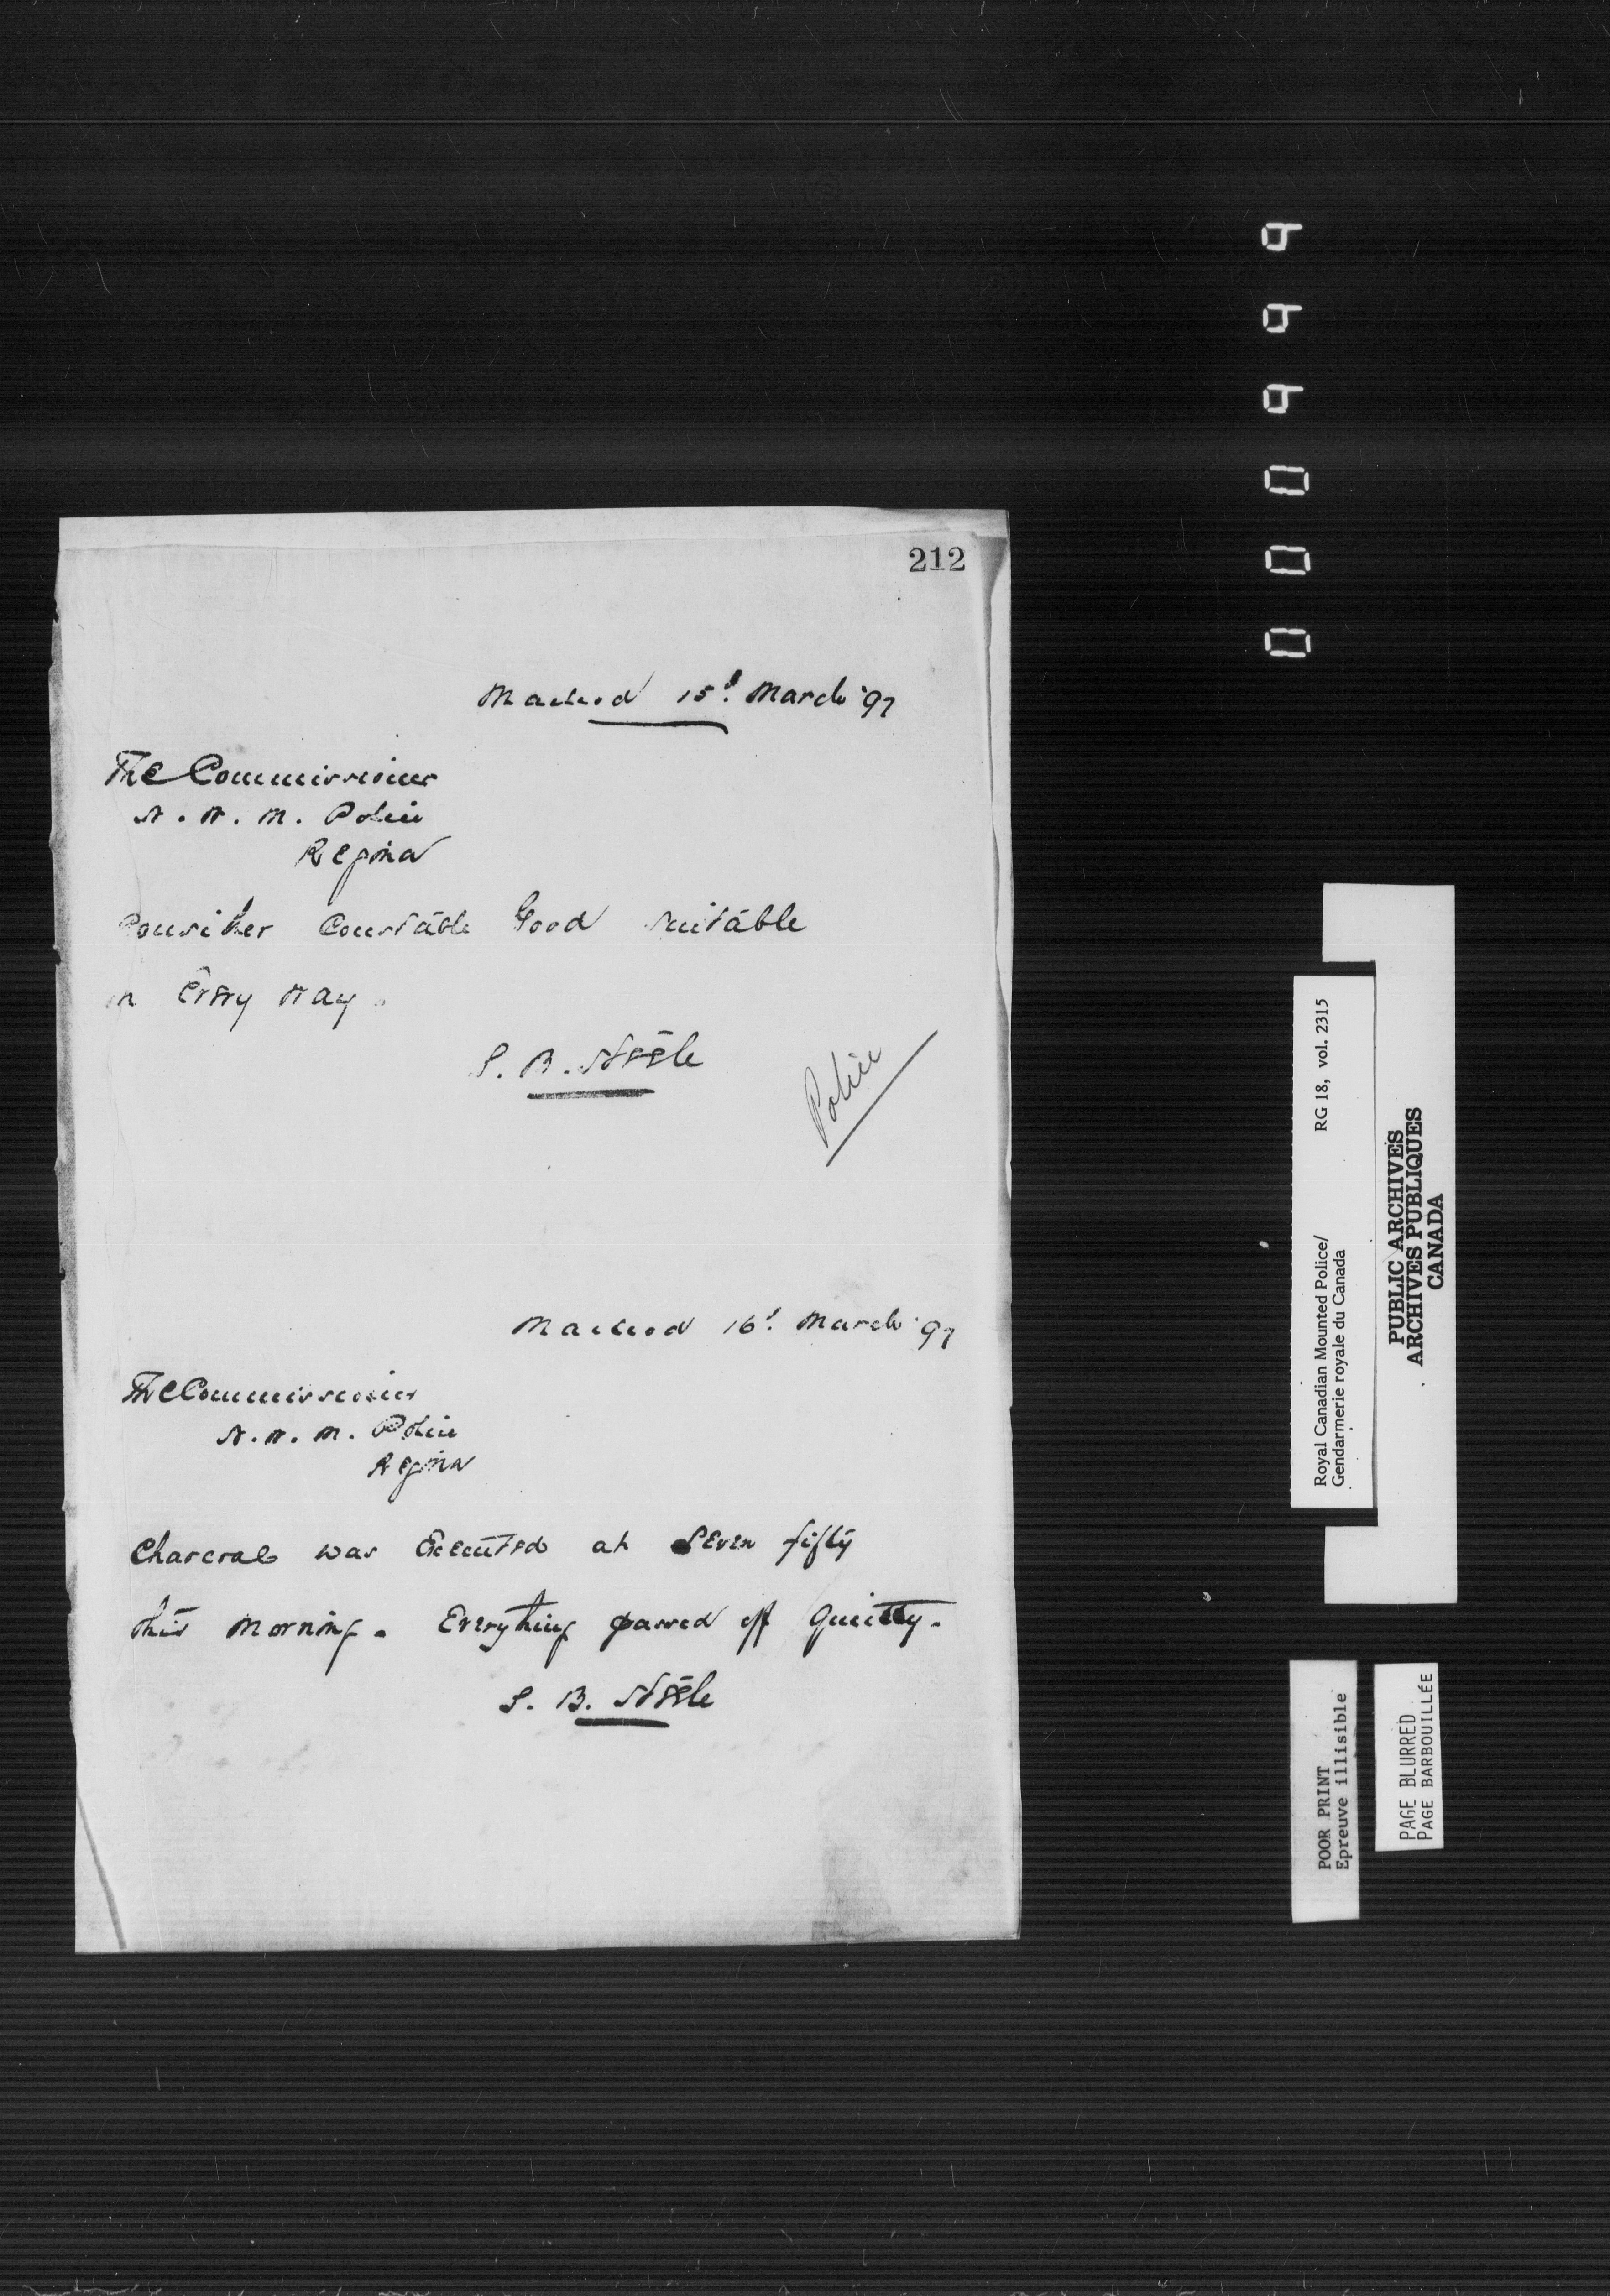 212
Macleod 15t March '97
The Commissioner
N. W. M. Police
Regina
Consider Constable Good suitable
in Every Way.
S. B. Steele
Police
Macleod 16t March '97
The Commissioner
N. W. M. Police
Regina
Charcoal was Executed at Seven fifty
this Morning. Everything passed off quietly.
S. B. Steele
000999
Royal Canadian Mounted Police/ RG 18, vol. 2315
Gendarmerie royale du Canada
PUBLIC ARCHIVES
ARCHIVES PUBLIQUES
CANADA
POOR PRINT
Epreuve illisible
PAGE BLURRED
PAGE BARBOUILLÉE